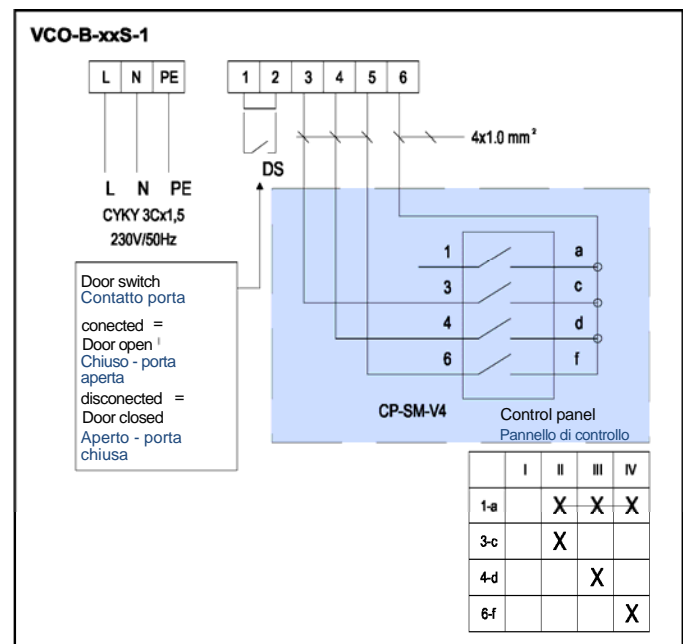 VCO-B-xxS-1
L N PE
1 2 3 4 5 6
4x1.0 mm²
DS
L N PE
CYKY 3Cx1,5
230V/50Hz
Door switch
Contatto porta
conected =
Door open
Chiuso - porta
aperta
disconected =
Door closed
Aperto - porta
chiusa
1 a
3 c
4 d
6 f
CP-SM-V4
Control panel
Pannello di controllo
I II III IV
1-a X X X
3-c X
4-d X
6-f X